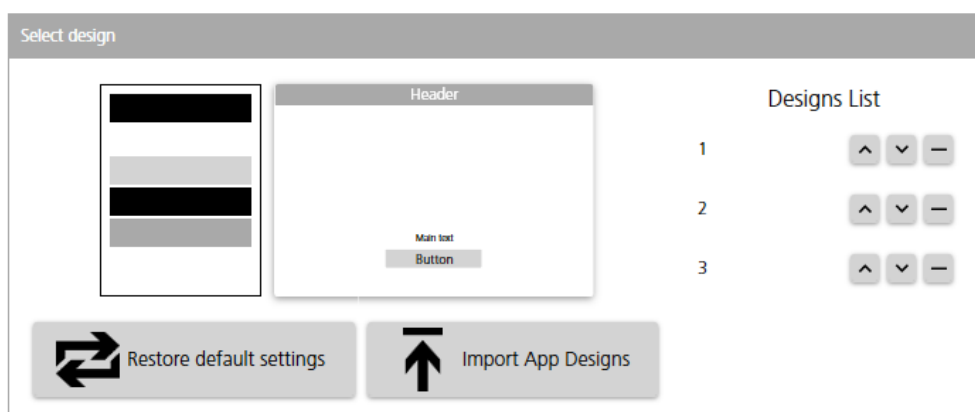 Select design
Header
Main text
Button
Designs List
1
2
3
Restore default settings
Import App Designs